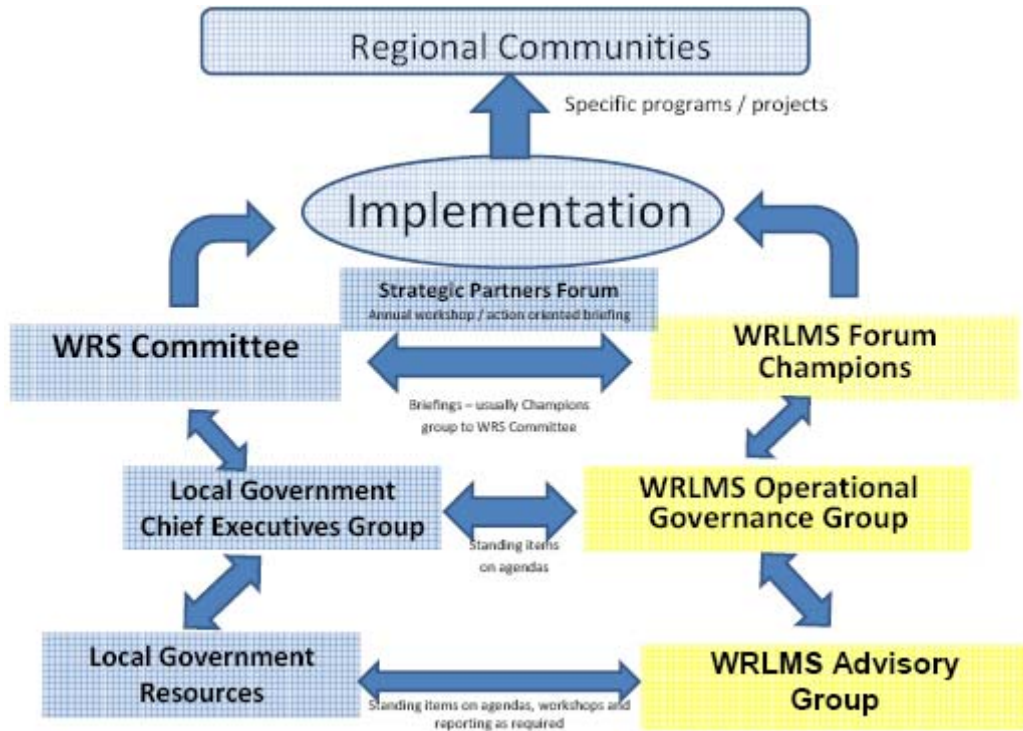 Regional Communities
Specific programs / projects
Implementation
Strategic Partners Forum
Annual workshop / action oriented briefing
WRS Committee
WRLMS Forum
Champions
Briefings – usually Champions
group to WRS Committee
Local Government
Chief Executives Group
WRLMS Operational
Governance Group
Standing items
on agendas
Local Government
Resources
WRLMS Advisory
Group
Standing items on agendas, workshops and
reporting as required